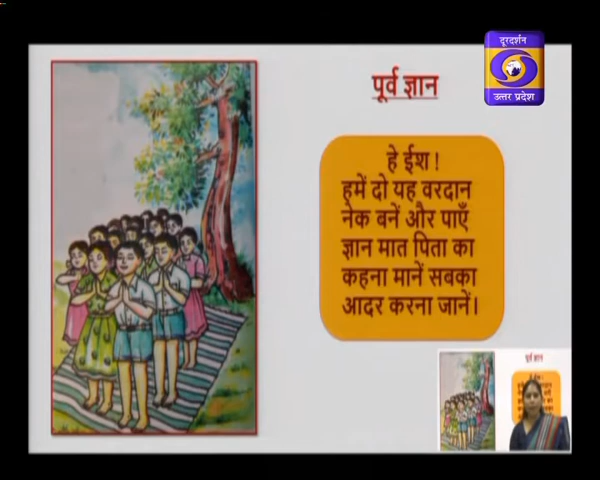 पूर्व ज्ञान
दूरदर्शन
उत्तर प्रदेश
हे ईश !
हमें दो यह वरदान
नेक बनें और पाएँ
ज्ञान मात पिता का
कहना मानें सबका
आदर करना जानें।
पूर्व ज्ञान